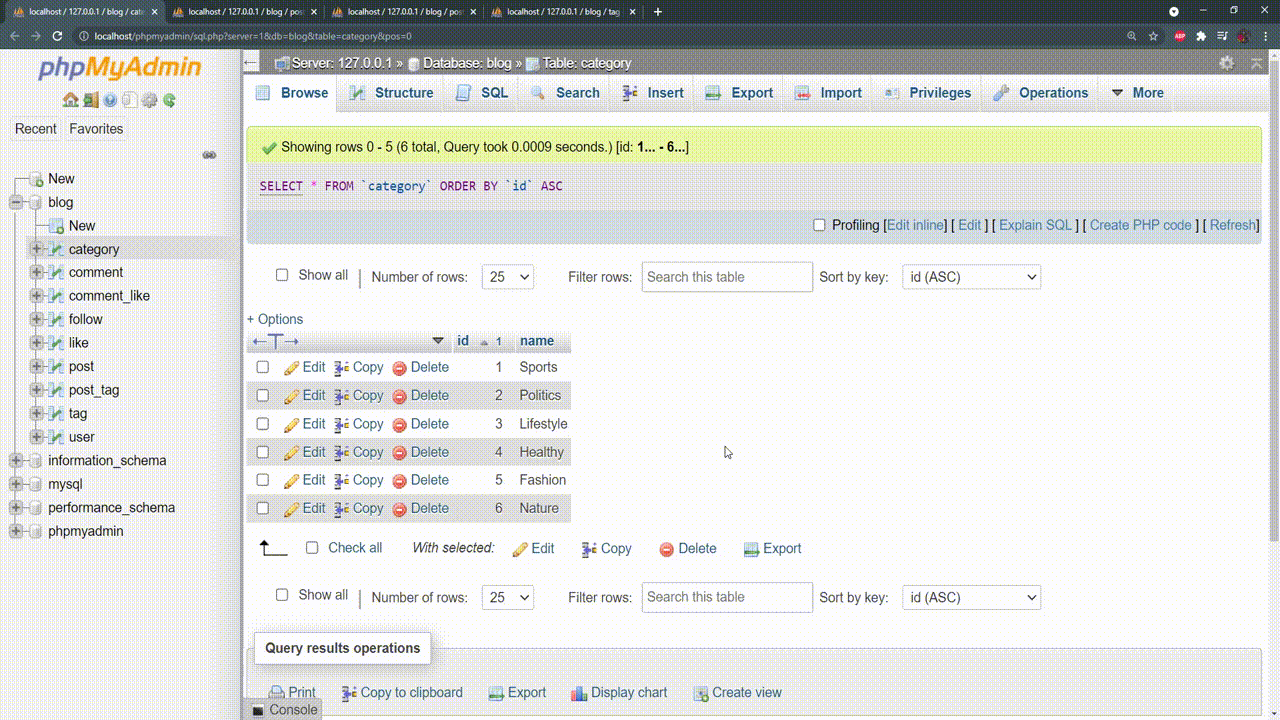 localhost / 127.0.0.1 / blog / cate
localhost / 127.0.0.1 / blog / pos
localhost / 127.0.0.1 / blog / pos
localhost / 127.0.0.1 / blog / tag
localhost/phpmyadmin/sql.php?server=1&db=blog&table=category&pos=0
ABP
phpMyAdmin
Recent Favorites
New
blog
New
category
comment
comment_like
follow
like
post
post_tag
tag
user
information_schema
mysql
performance_schema
phpmyadmin
Server: 127.0.0.1 » Database: blog » Table: category
Browse Structure SQL Search Insert Export Import Privileges Operations More
Showing rows 0 - 5 (6 total, Query took 0.0009 seconds.) [id: 1... - 6...]
SELECT * FROM `category` ORDER BY `id` ASC
Profiling [Edit inline] [ Edit ] [ Explain SQL ] [ Create PHP code ] [ Refresh]
Show all Number of rows: 25 Filter rows: Search this table Sort by key: id (ASC)
+ Options
id 1 name
Edit Copy Delete 1 Sports
Edit Copy Delete 2 Politics
Edit Copy Delete 3 Lifestyle
Edit Copy Delete 4 Healthy
Edit Copy Delete 5 Fashion
Edit Copy Delete 6 Nature
Check all With selected: Edit Copy Delete Export
Show all Number of rows: 25 Filter rows: Search this table Sort by key: id (ASC)
Query results operations
Print Copy to clipboard Export Display chart Create view
Console